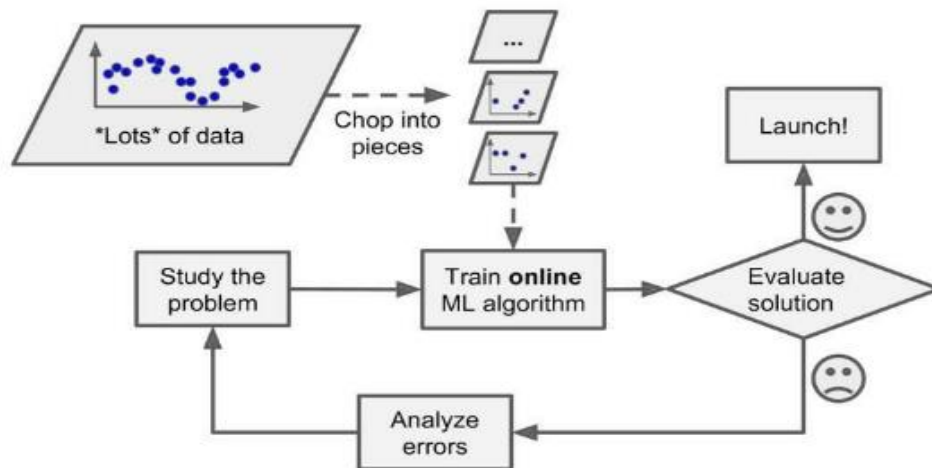 *Lots* of data
Chop into
pieces
...
Launch!
Study the
problem
Train online
ML algorithm
Evaluate
solution
Analyze
errors